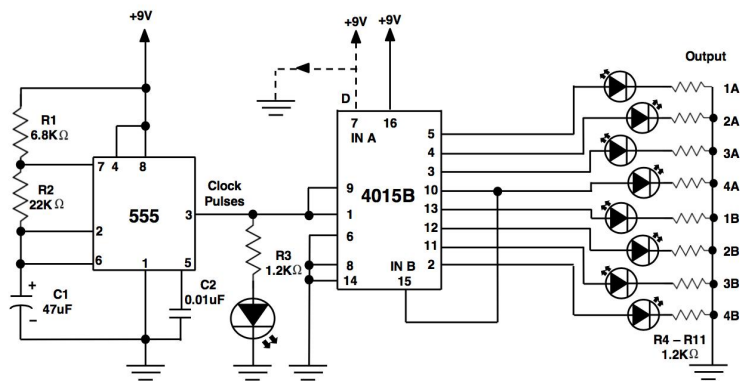 +9V
+9V
+9V
Output
D
R1
6.8KΩ
7
16
IN A
5
1A
4
2A
3
3A
10
4A
13
1B
12
2B
11
3B
2
4B
7
4
8
R2
22KΩ
555
3
Clock
Pulses
9
1
6
8
14
4015B
IN B
15
2
6
1
5
R3
1.2KΩ
C1
47uF
+
–
C2
0.01uF
R4 – R11
1.2KΩ